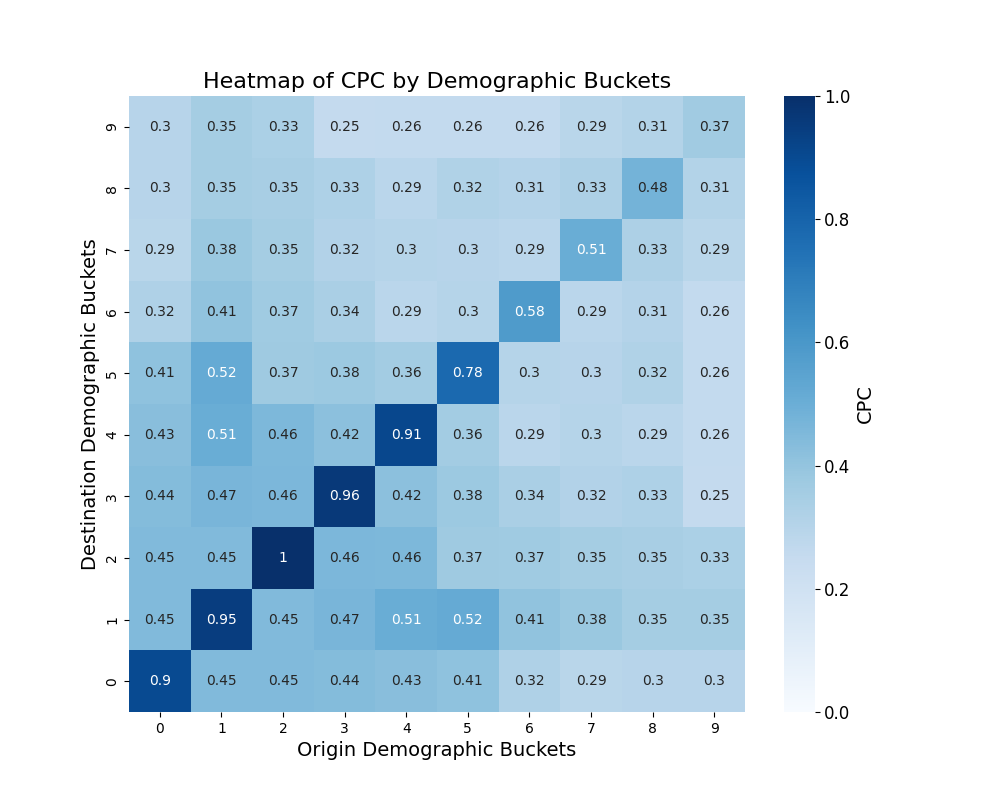 Heatmap of CPC by Demographic Buckets
9 0.3 0.35 0.33 0.25 0.26 0.26 0.26 0.29 0.31 0.37
8 0.3 0.35 0.35 0.33 0.29 0.32 0.31 0.33 0.48 0.31
7 0.29 0.38 0.35 0.32 0.3 0.3 0.29 0.51 0.33 0.29
6 0.32 0.41 0.37 0.34 0.29 0.3 0.58 0.29 0.31 0.26
5 0.41 0.52 0.37 0.38 0.36 0.78 0.3 0.3 0.32 0.26
4 0.43 0.51 0.46 0.42 0.91 0.36 0.29 0.3 0.29 0.26
3 0.44 0.47 0.46 0.96 0.42 0.38 0.34 0.32 0.33 0.25
2 0.45 0.45 1 0.46 0.46 0.37 0.37 0.35 0.35 0.33
1 0.45 0.95 0.45 0.47 0.51 0.52 0.41 0.38 0.35 0.35
0 0.9 0.45 0.45 0.44 0.43 0.41 0.32 0.29 0.3 0.3
0 1 2 3 4 5 6 7 8 9
Origin Demographic Buckets
Destination Demographic Buckets
1.0
0.8
0.6
0.4
0.2
0.0
CPC